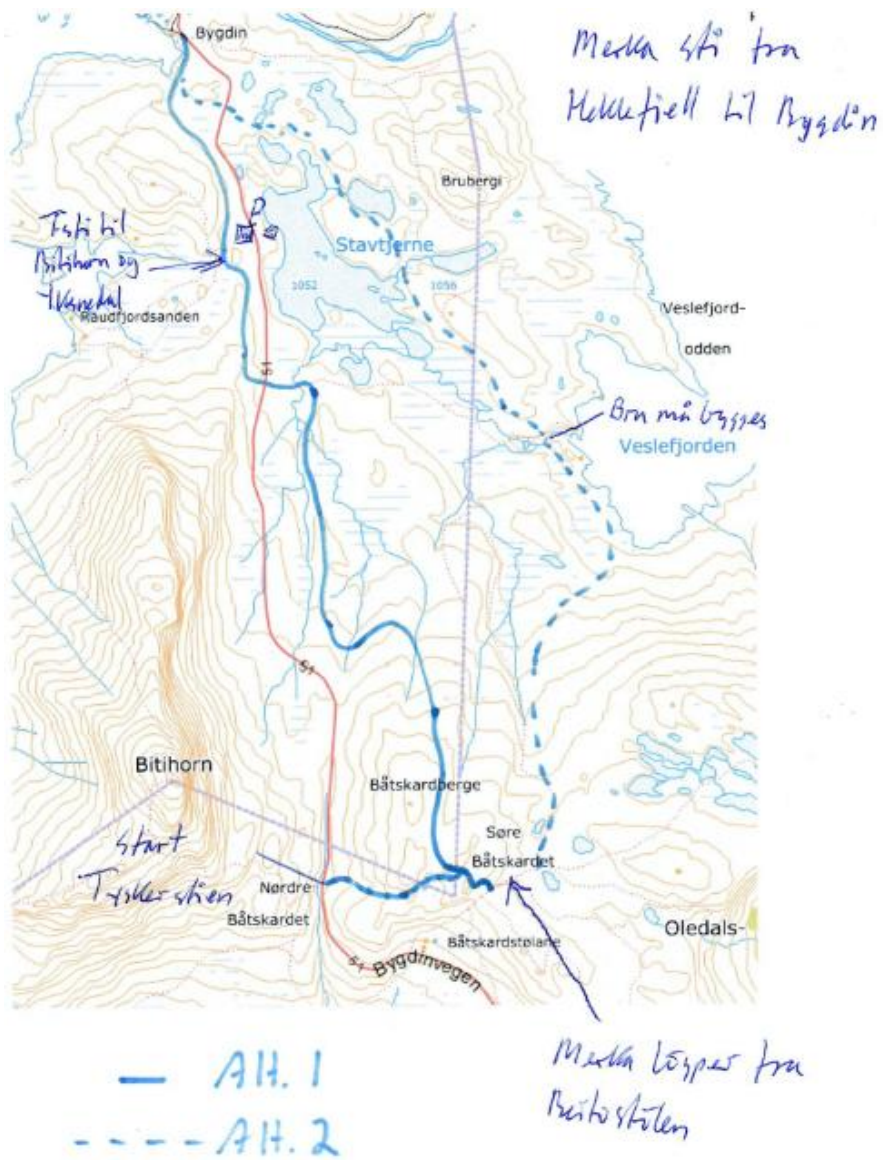 Bygdin
Merka sti fra
Heklefjell til Bygdin
Brubergi
P
T-sti til
Bitihorn og
Stavtjerne
1052
1056
Raudfjordsanden
Veslefjord-
odden
51
Bru må bygges
Veslefjorden
51
Bitihorn
Båtskardberge
Start
Tyskerstien
Søre
Båtskardet
Nordre
Båtskardet
Oledals-
Båtskardstølane
51
Bygdinvegen
Merka løyper fra
Beitostølen
Alt. 1
Alt. 2